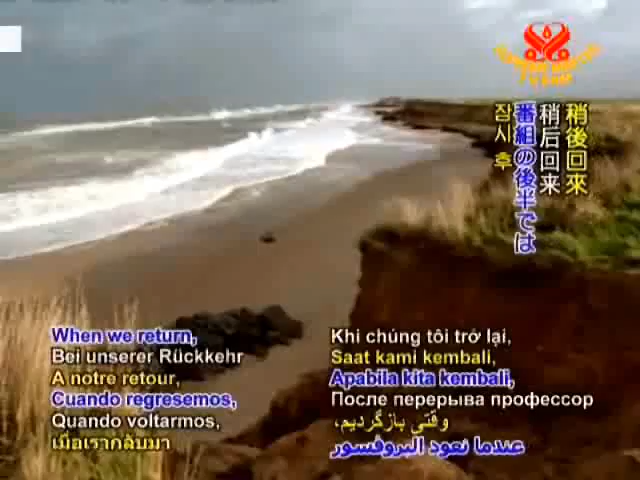 稍後回來
稍后回来
番組の後半では
잠시 후
When we return,
Bei unserer Rückkehr
A notre retour,
Cuando regresemos,
Quando voltarmos,
เมื่อเรากลับมา
Khi chúng tôi trở lại,
Saat kami kembali,
Apabila kita kembali,
После перерыва профессор
وقتی بازگردیم،
عندما نعود البروفسور